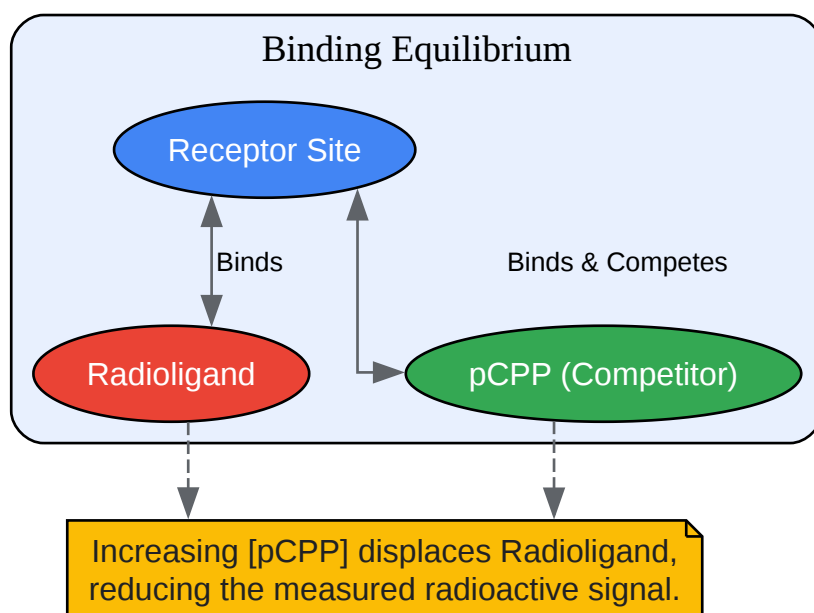 Binding Equilibrium
Receptor Site
Binds
Binds & Competes
Radioligand
pCPP (Competitor)
Increasing [pCPP] displaces Radioligand,
reducing the measured radioactive signal.